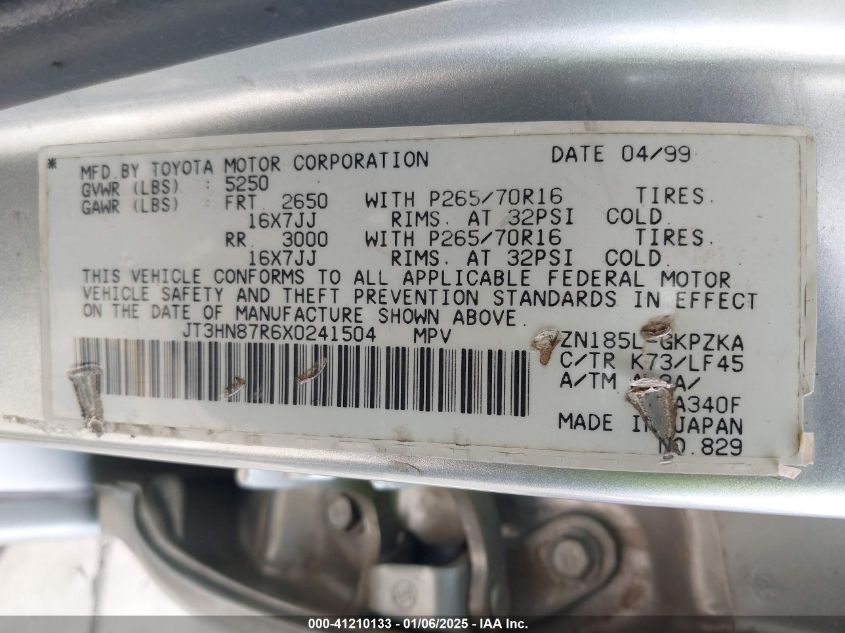 * MFD.BY TOYOTA MOTOR CORPORATION DATE 04/99
GVWR (LBS) : 5250
GAWR (LBS) : FRT 2650 WITH P265/70R16 TIRES.
16X7JJ RIMS. AT 32PSI COLD.
RR. 3000 WITH P265/70R16 TIRES.
16X7JJ RIMS. AT 32PSI COLD.
THIS VEHICLE CONFORMS TO ALL APPLICABLE FEDERAL MOTOR
VEHICLE SAFETY AND THEFT PREVENTION STANDARDS IN EFFECT
ON THE DATE OF MANUFACTURE SHOWN ABOVE.
JT3HN87R6X0241504 MPV
ZN185L-GKPZKA
C/TR K73/LF45
A/TM
A340F
MADE IN JAPAN
NO.829
000-41210133 - 01/06/2025 - IAAI Inc.